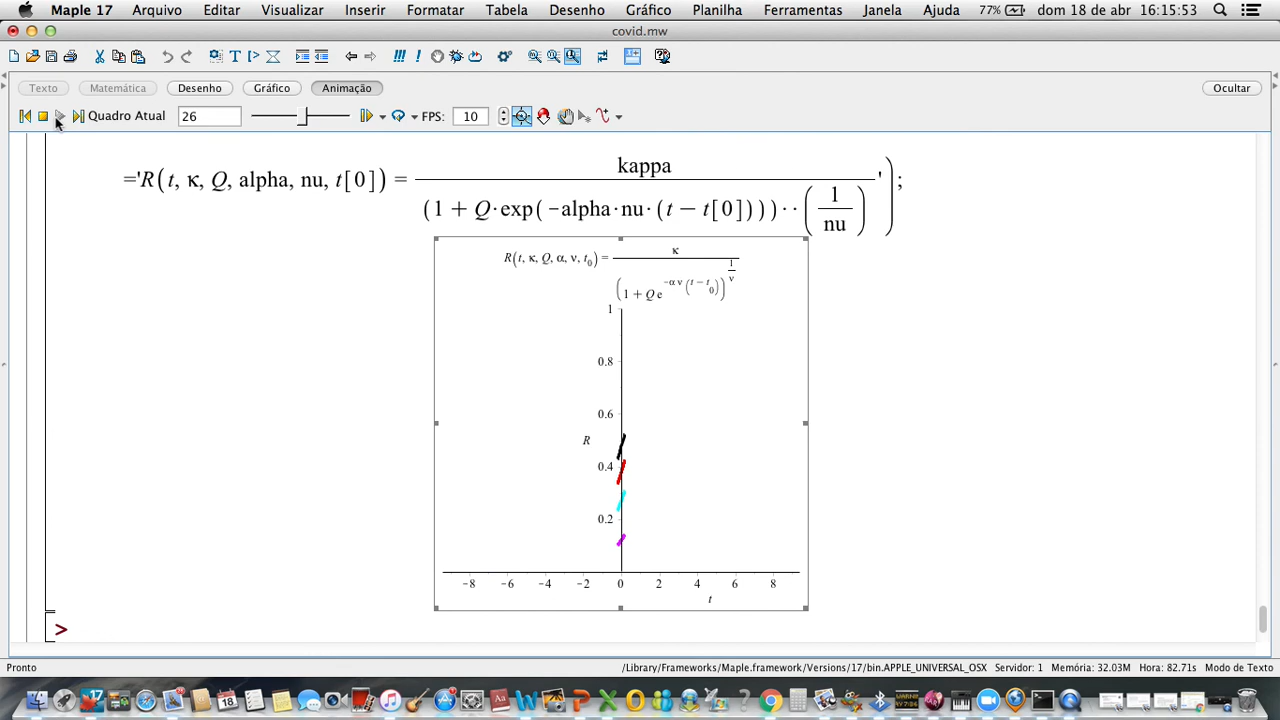 Maple 17 Arquivo Editar Visualizar Inserir Formatar Tabela Desenho Gráfico Planilha Ferramentas Janela Ajuda 77% dom 18 de abr 16:15:53
covid.mw
Texto Matemática Desenho Gráfico Animação Ocultar
Quadro Atual 26 FPS: 10
kappa
='R(t, κ, Q, alpha, nu, t[0]) = ';
(1 + Q·exp(−alpha·nu·(t − t[0])))··(1/nu)
κ
R(t, κ, Q, α, ν, t0) =
(1 + Q e^(−α ν (t − t0)))^(1/ν)
1
0.8
0.6
R
0.4
0.2
−8 −6 −4 −2 0 2 4 6 8
t
>
Pronto /Library/Frameworks/Maple.framework/Versions/17/bin.APPLE_UNIVERSAL_OSX Servidor: 1 Memória: 32.03M Hora: 82.71s Modo de Texto